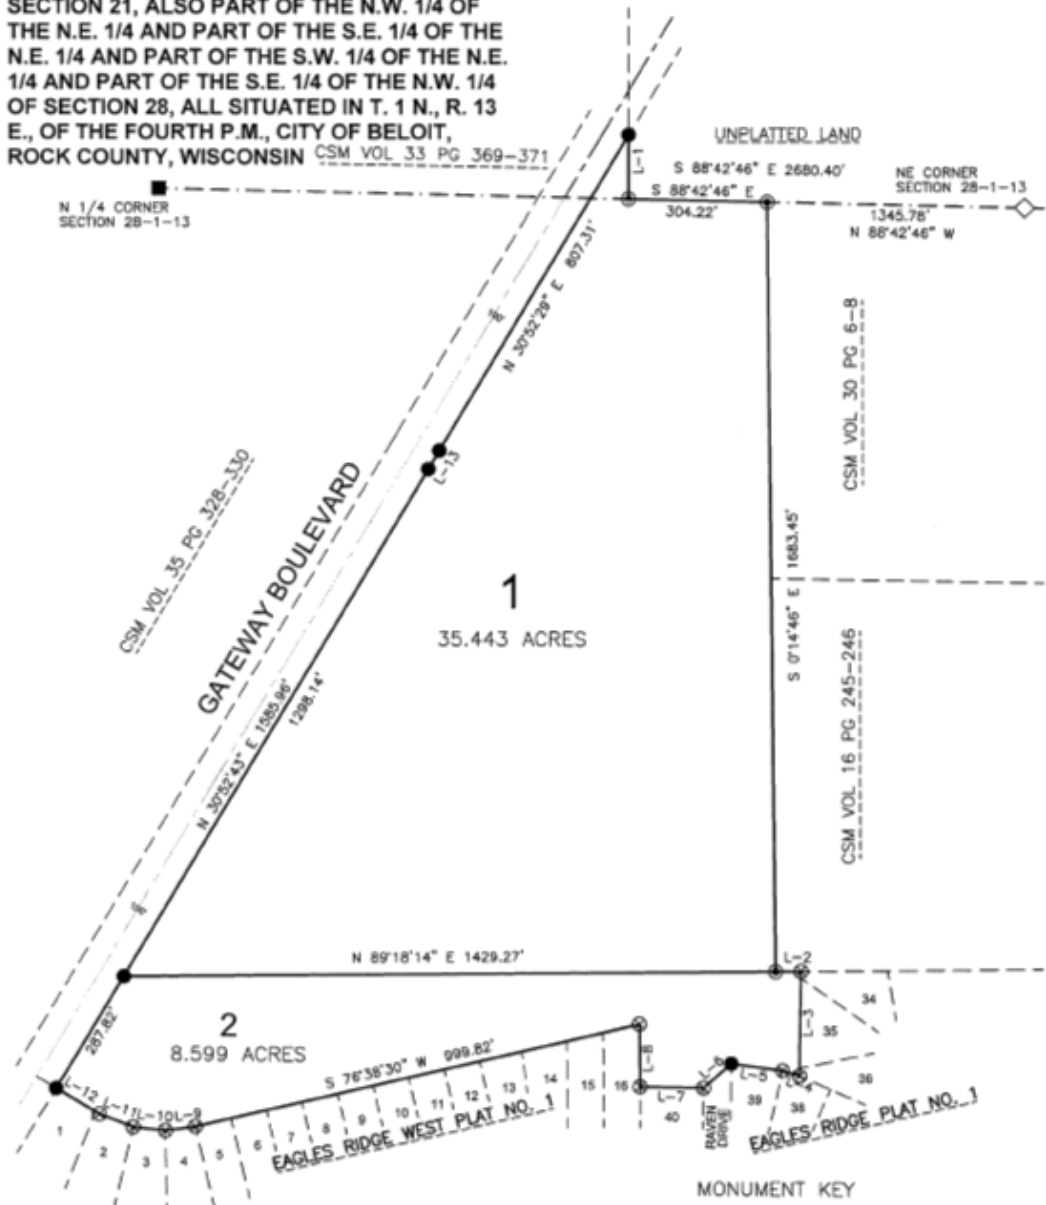 SECTION 21, ALSO PART OF THE N.W. 1/4 OF
THE N.E. 1/4 AND PART OF THE S.E. 1/4 OF THE
N.E. 1/4 AND PART OF THE S.W. 1/4 OF THE N.E.
1/4 AND PART OF THE S.E. 1/4 OF THE N.W. 1/4
OF SECTION 28, ALL SITUATED IN T. 1 N., R. 13
E., OF THE FOURTH P.M., CITY OF BELOIT,
ROCK COUNTY, WISCONSIN
CSM VOL 33 PG 369-371
UNPLATTED LAND
L-1
S 88°42'46" E 2680.40'
S 88°42'46" E
304.22'
NE CORNER
SECTION 28-1-13
1345.78'
N 88°42'46" W
N 1/4 CORNER
SECTION 28-1-13
N 30°52'29" E 807.31'
CSM VOL 30 PG 6-8
L-13
CSM VOL 35 PG 328-330
GATEWAY BOULEVARD
1
35.443 ACRES
S 0°14'46" E 1683.45'
N 30°52'43" E 1585.96'
1298.14'
CSM VOL 16 PG 245-246
N 89°18'14" E 1429.27'
L-2
L-3
34
35
36
287.82'
2
8.599 ACRES
S 76°38'30" W 999.82'
L-8
L-7
L-6
L-5
L-4
L-12
L-11
L-10
L-9
1
2
3
4
5
6
7
8
9
10
11
12
13
14
15
16
40
39
38
RAVEN
DRIVE
EAGLES RIDGE WEST PLAT NO. 1
EAGLES RIDGE PLAT NO. 1
MONUMENT KEY